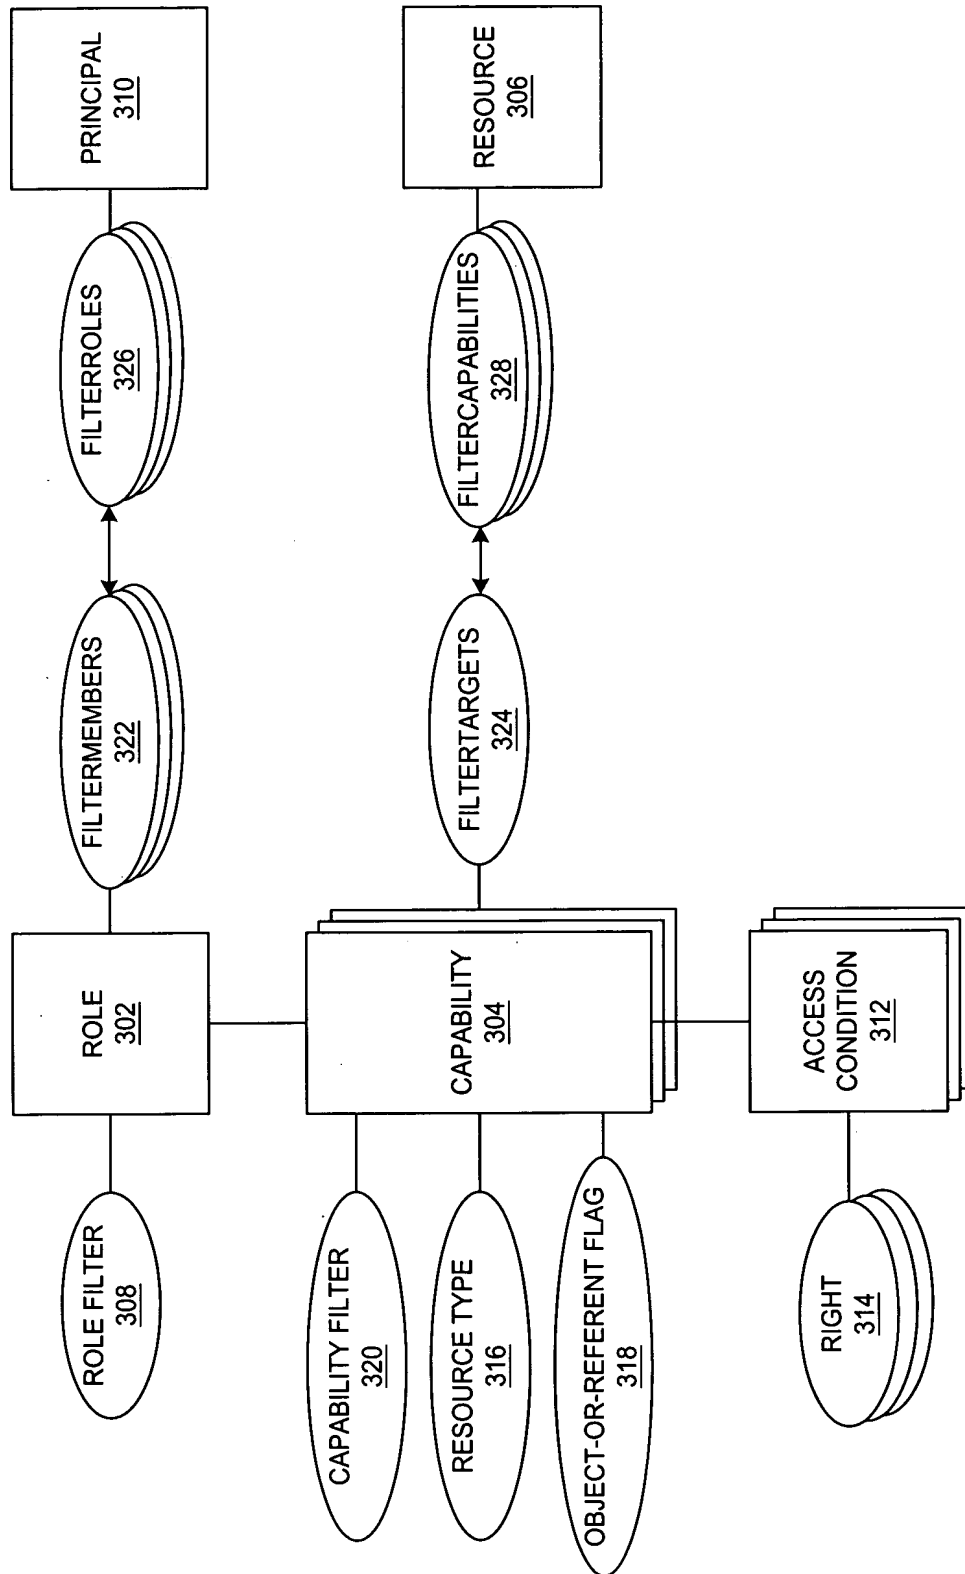 ROLE FILTER
308
ROLE
302
FILTERMEMBERS
322
FILTERROLES
326
PRINCIPAL
310
CAPABILITY FILTER
320
RESOURCE TYPE
316
OBJECT-OR-REFERENT FLAG
318
CAPABILITY
304
FILTERTARGETS
324
FILTERCAPABILITIES
328
RESOURCE
306
RIGHT
314
ACCESS
CONDITION
312